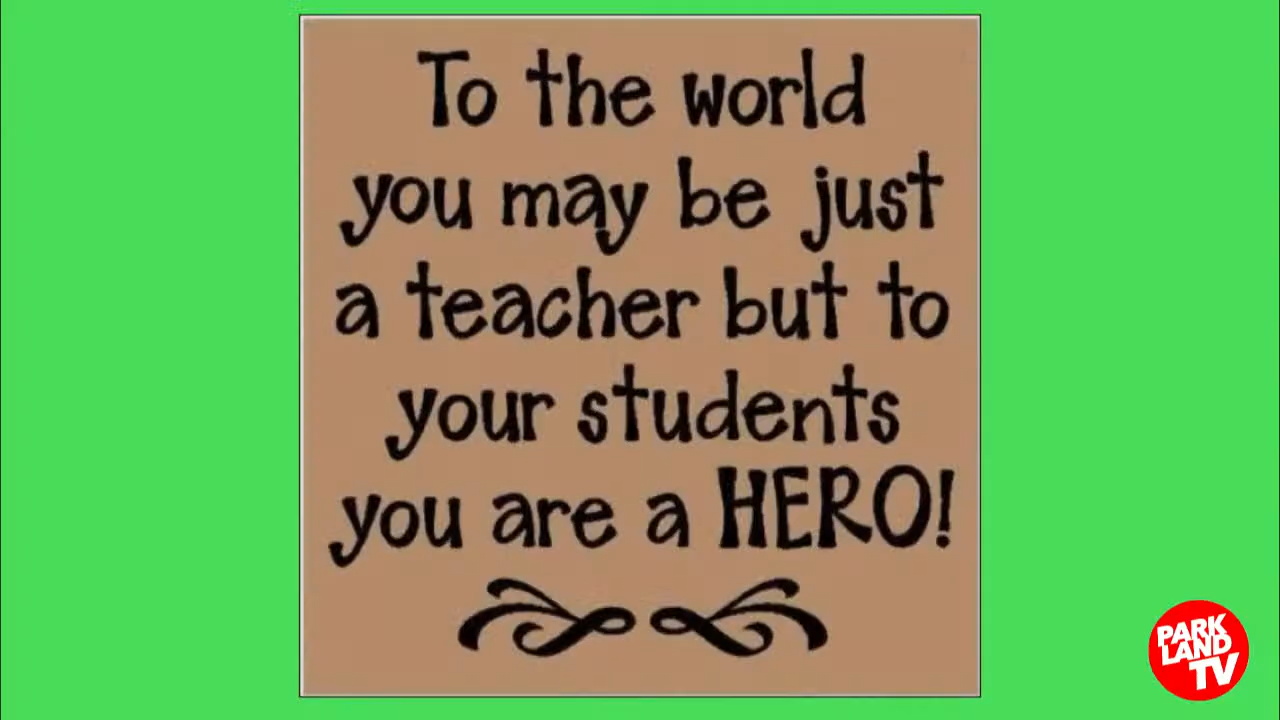 To the world
you may be just
a teacher but to
your students
you are a HERO!
PARK
LAND
TV